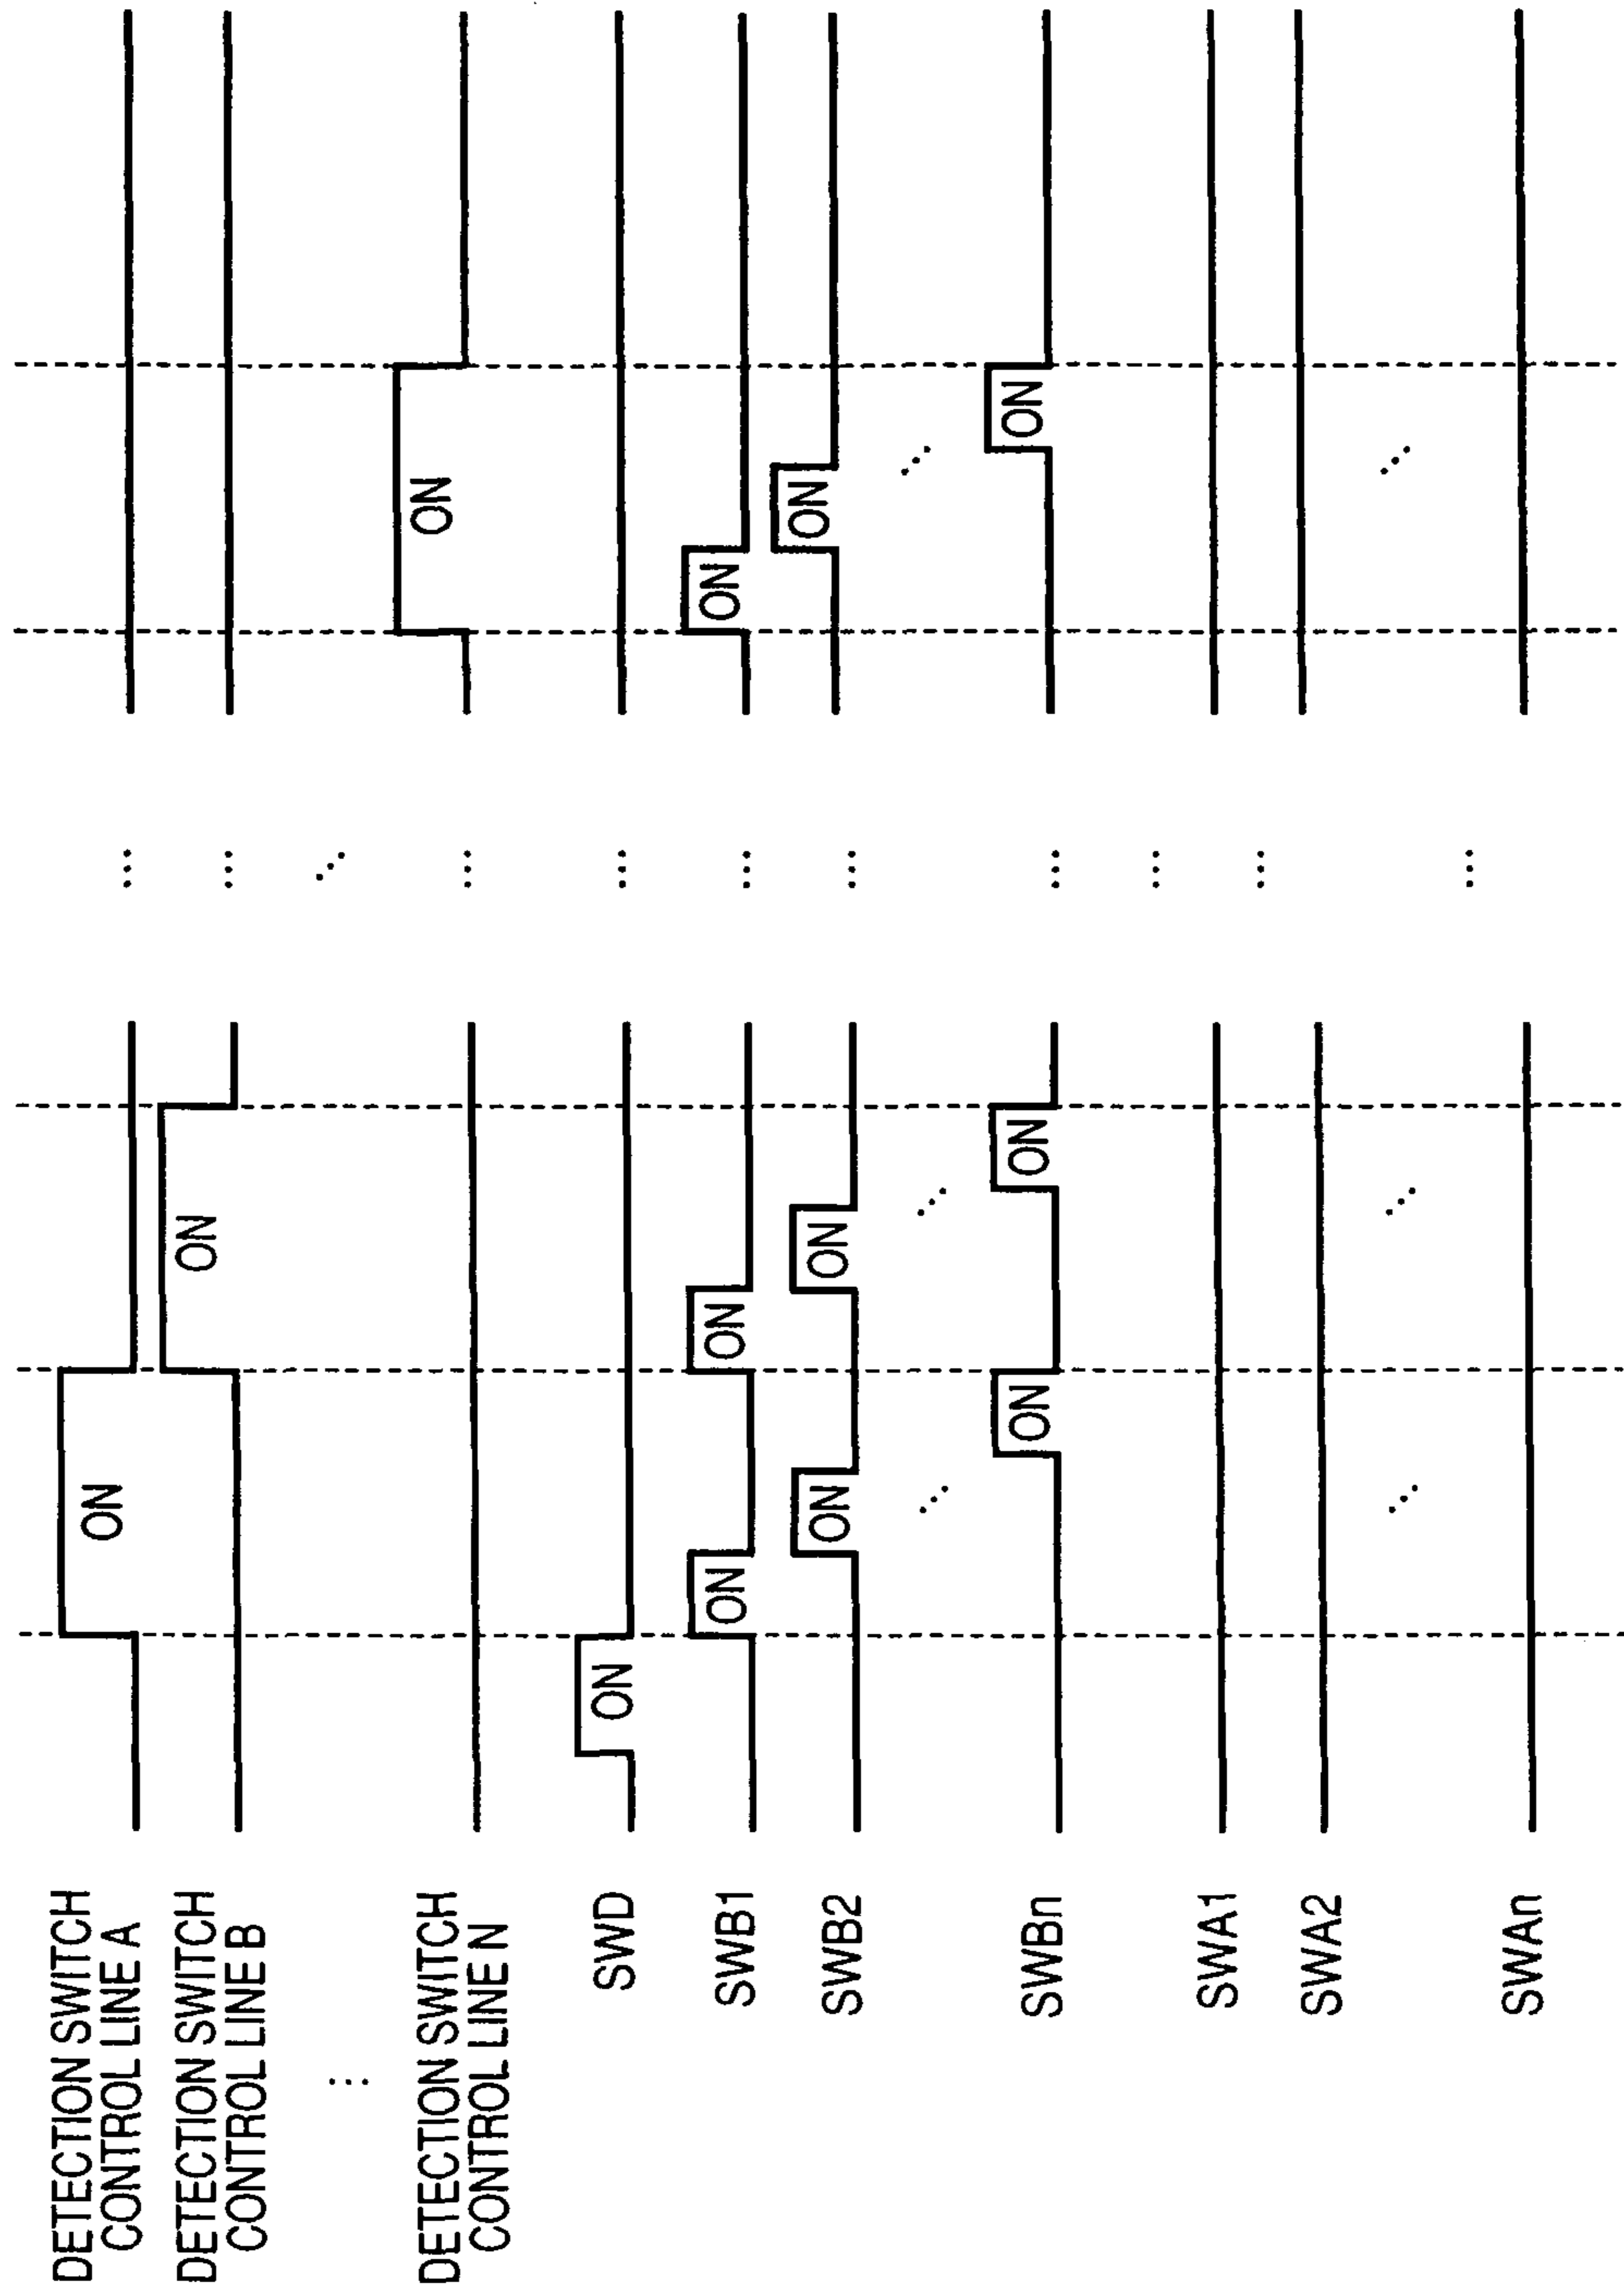 DETECTION SWITCH
CONTROL LINE A
ON
DETECTION SWITCH
CONTROL LINE B
ON
⋮
DETECTION SWITCH
CONTROL LINE N
ON
SWD
ON
SWB1
ON
ON
ON
SWB2
ON
ON
ON
SWBn
ON
ON
ON
SWA1
SWA2
SWAn